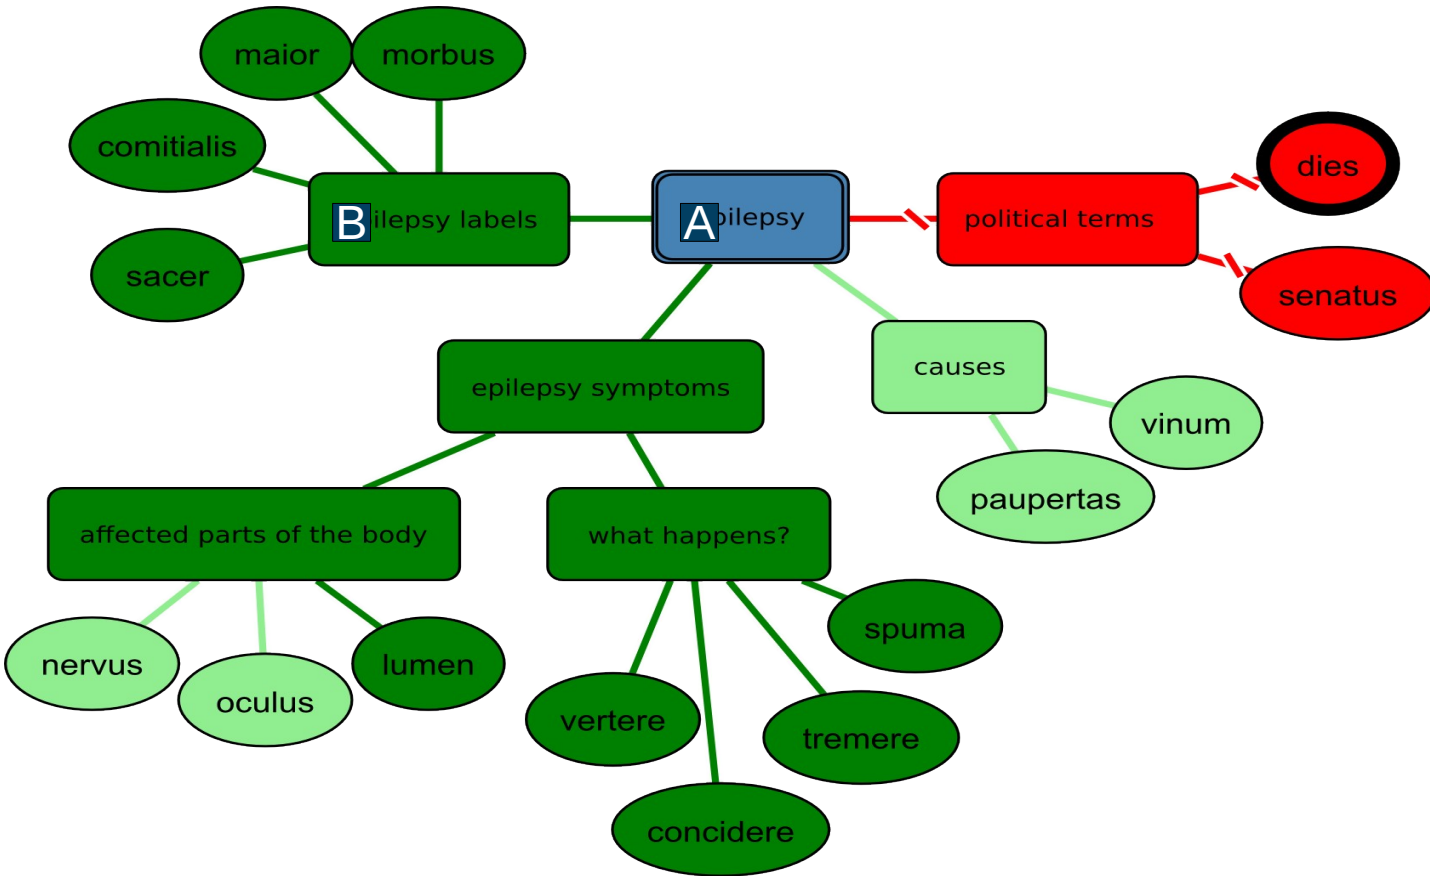 maior
morbus
comitialis
dies
B ilepsy labels
A pilepsy
political terms
sacer
senatus
causes
epilepsy symptoms
vinum
paupertas
affected parts of the body
what happens?
spuma
nervus
lumen
oculus
vertere
tremere
concidere